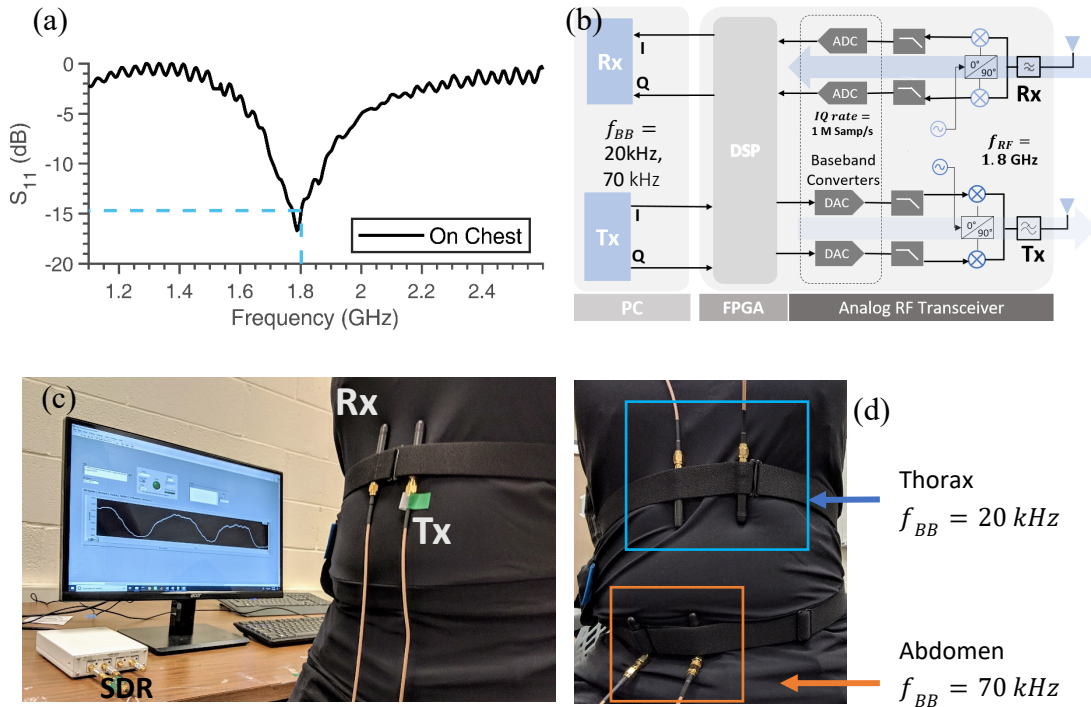 (a)
0
-5
-10
-15
-20
S11 (dB)
On Chest
1.2 1.4 1.6 1.8 2 2.2 2.4
Frequency (GHz)
(b)
Rx
I
Q
f_BB =
20kHz,
70 kHz
Tx
I
Q
DSP
ADC
ADC
IQ rate =
1 M Samp/s
Baseband
Converters
DAC
DAC
0°
90°
Rx
f_RF =
1.8 GHz
0°
90°
Tx
PC
FPGA
Analog RF Transceiver
(c)
Rx
Tx
acer
SDR
(d)
Thorax
f_BB = 20 kHz
Abdomen
f_BB = 70 kHz